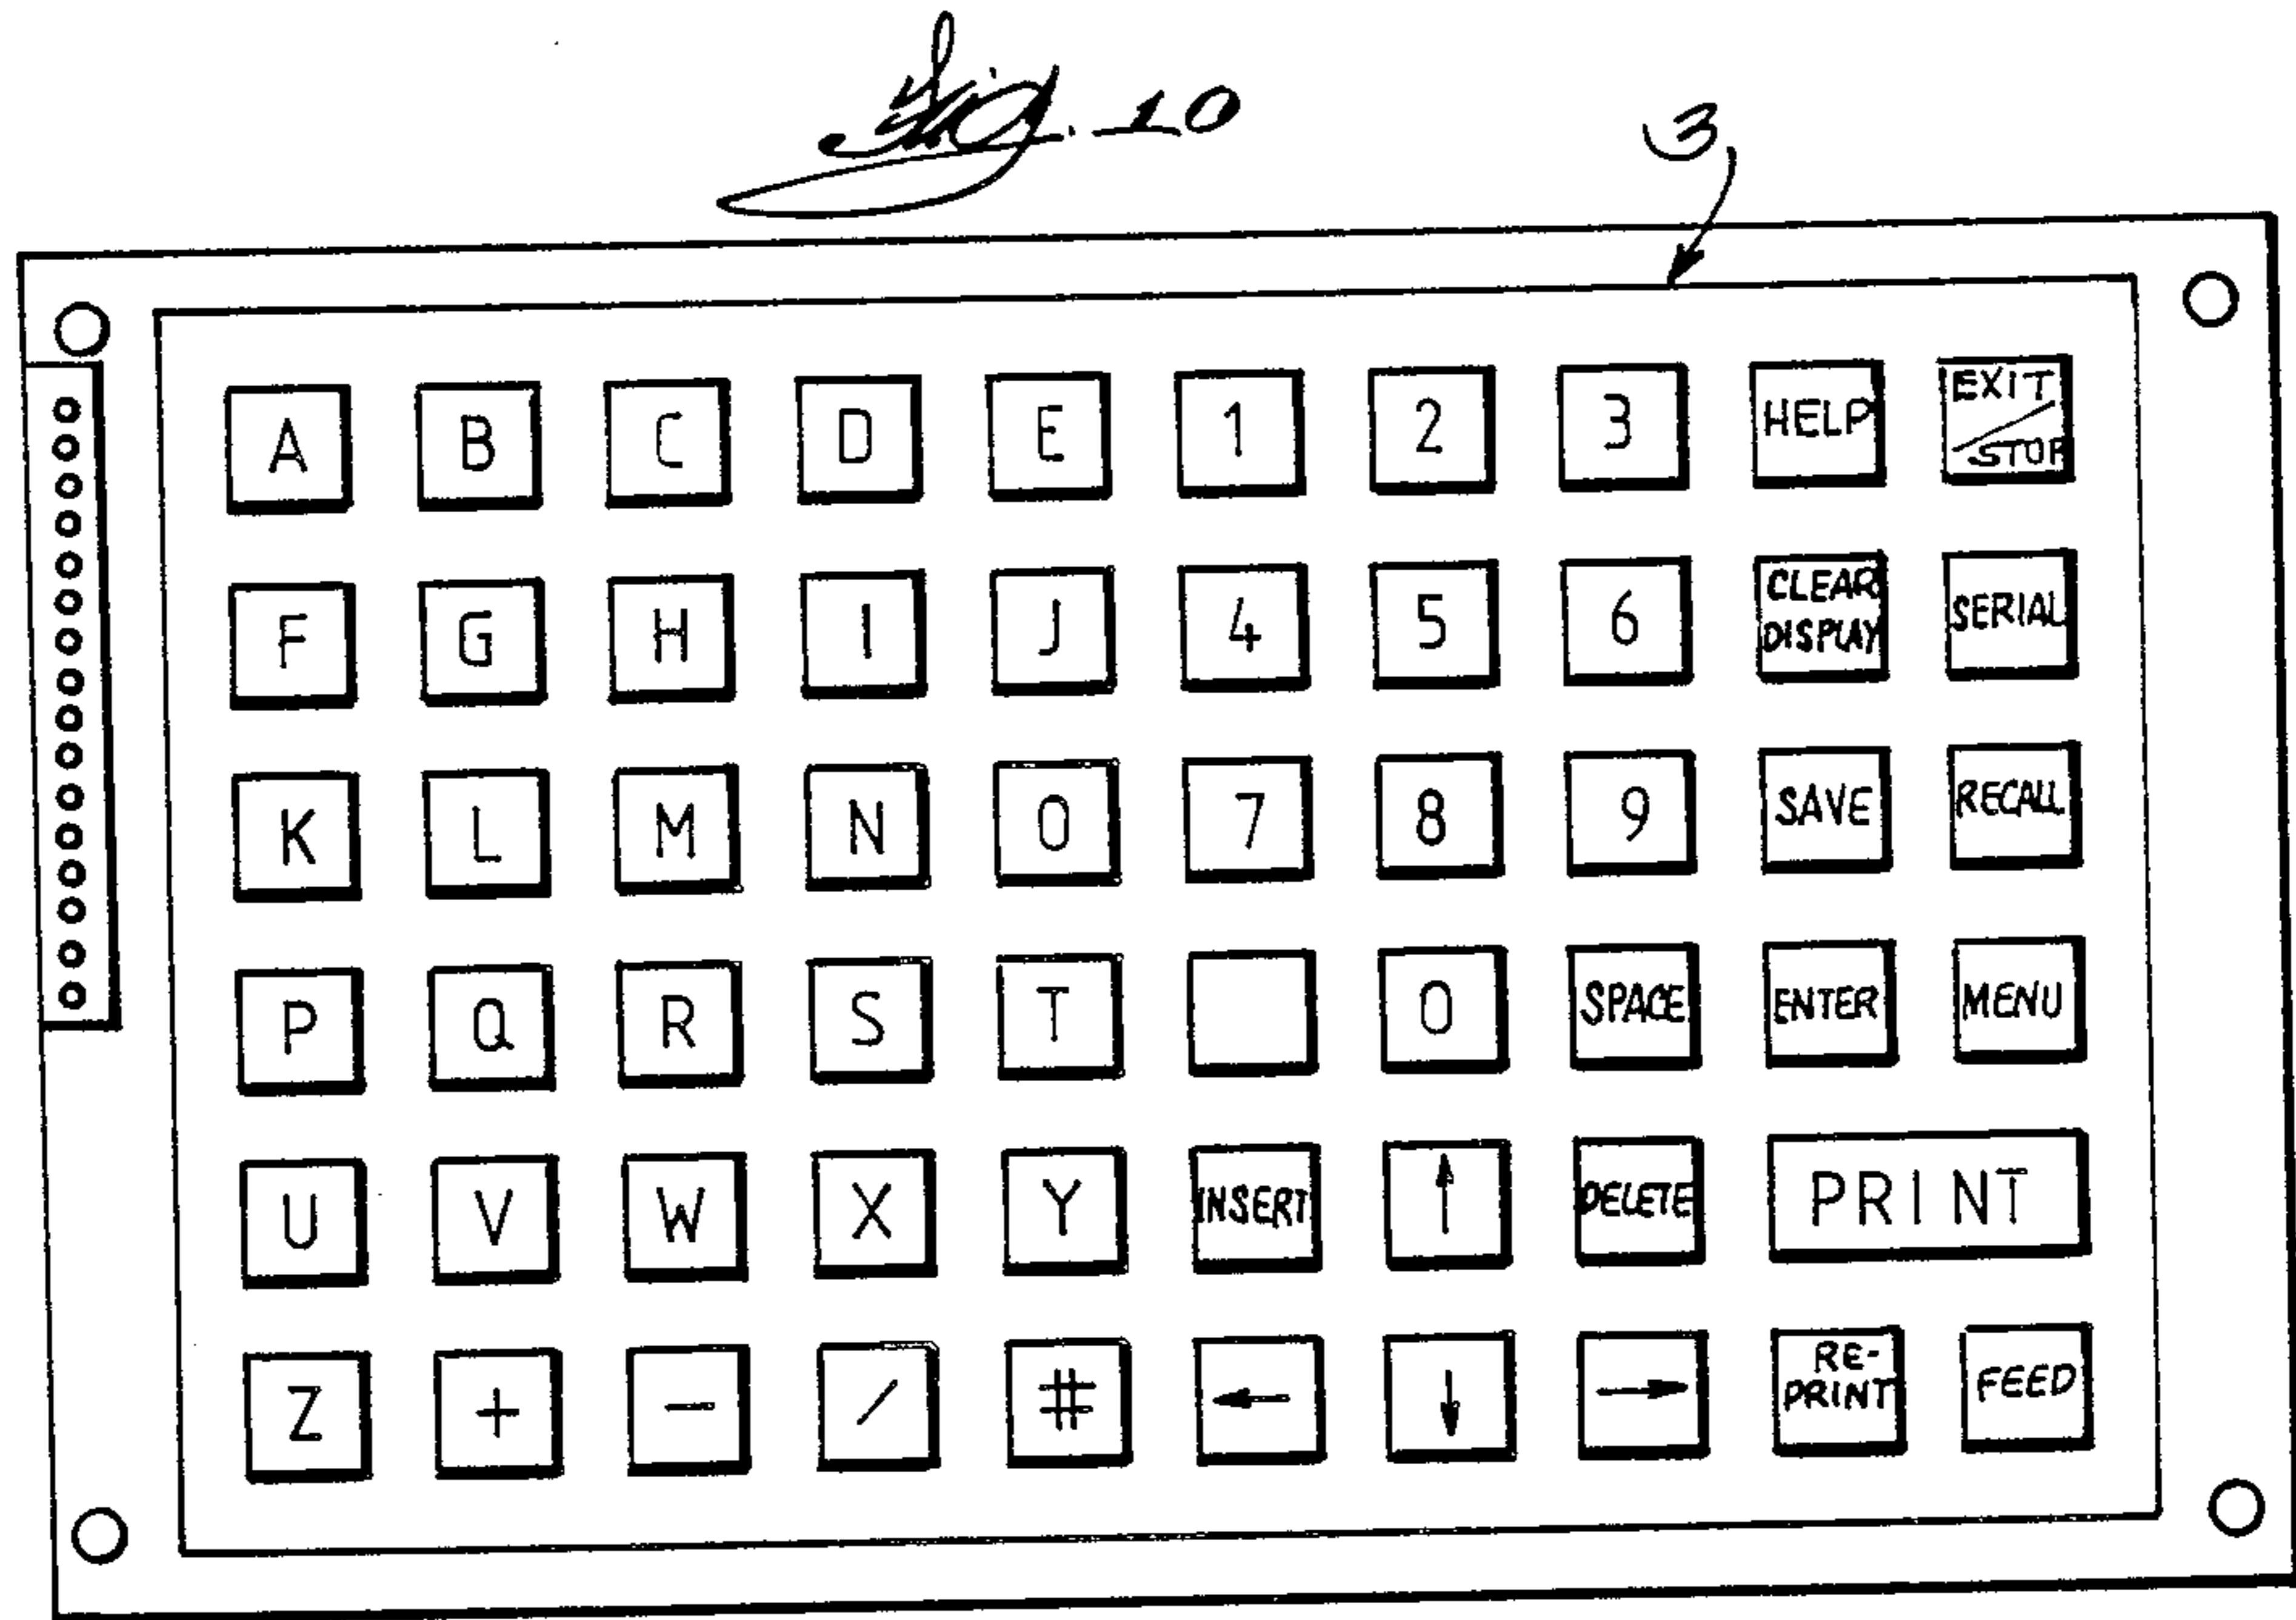 Fig. 10
3
A B C D E 1 2 3 HELP EXIT / STOP
F G H I J 4 5 6 CLEAR DISPLAY SERIAL
K L M N O 7 8 9 SAVE RECALL
P Q R S T 0 SPACE ENTER MENU
U V W X Y INSERT ↑ DELETE PRINT
Z + - / # ← ↓ → RE-PRINT FEED